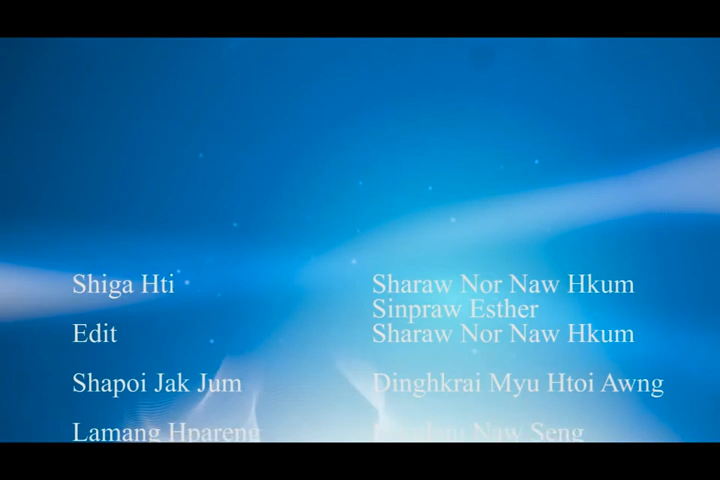 Shiga Hti Sharaw Nor Naw Hkum
Sinpraw Esther
Edit Sharaw Nor Naw Hkum
Shapoi Jak Jum Dinghkrai Myu Htoi Awng
Lamang Hpareng Naw Seng